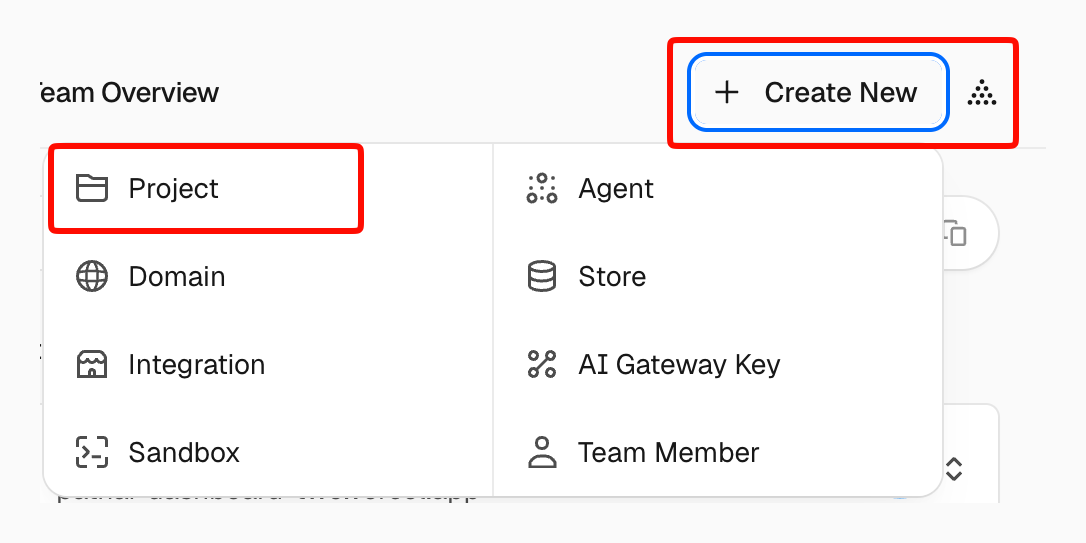 Team Overview
+ Create New
Project
Agent
Domain
Store
Integration
AI Gateway Key
Sandbox
Team Member